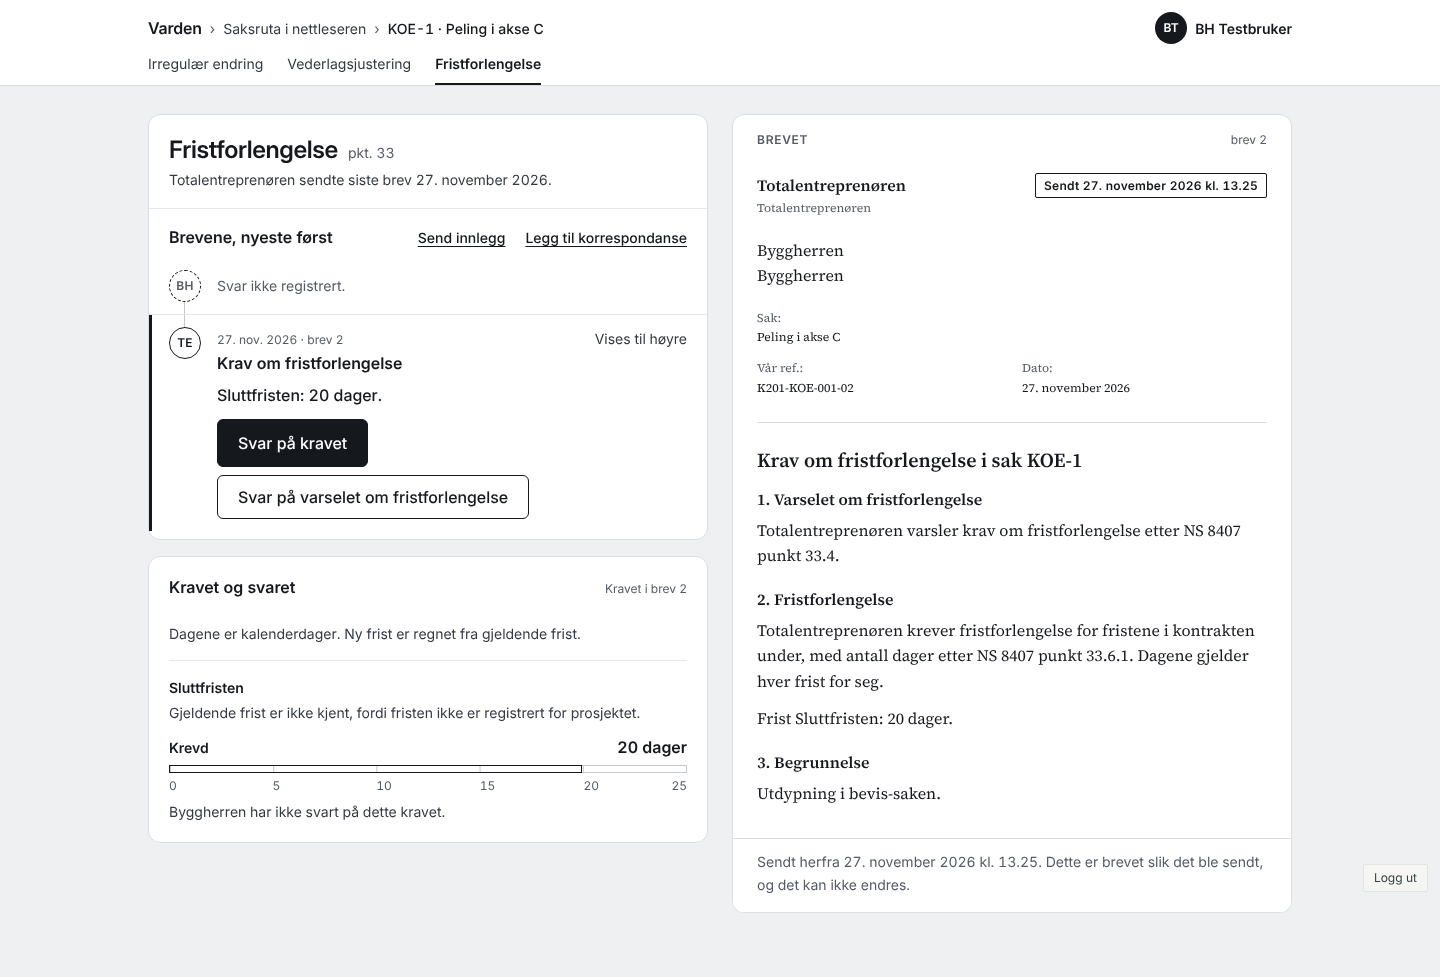 Varden › Saksruta i nettleseren › KOE-1 · Peling i akse C
BT BH Testbruker
Irregulær endring Vederlagsjustering Fristforlengelse
Fristforlengelse pkt. 33
Totalentreprenøren sendte siste brev 27. november 2026.
Brevene, nyeste først Send innlegg Legg til korrespondanse
BH Svar ikke registrert.
TE 27. nov. 2026 · brev 2 Vises til høyre
Krav om fristforlengelse
Sluttfristen: 20 dager.
Svar på kravet
Svar på varselet om fristforlengelse
Kravet og svaret Kravet i brev 2
Dagene er kalenderdager. Ny frist er regnet fra gjeldende frist.
Sluttfristen
Gjeldende frist er ikke kjent, fordi fristen ikke er registrert for prosjektet.
Krevd 20 dager
0 5 10 15 20 25
Byggherren har ikke svart på dette kravet.
BREVET brev 2
Totalentreprenøren Sendt 27. november 2026 kl. 13.25
Totalentreprenøren
Byggherren
Byggherren
Sak:
Peling i akse C
Vår ref.: Dato:
K201-KOE-001-02 27. november 2026
Krav om fristforlengelse i sak KOE-1
1. Varselet om fristforlengelse
Totalentreprenøren varsler krav om fristforlengelse etter NS 8407
punkt 33.4.
2. Fristforlengelse
Totalentreprenøren krever fristforlengelse for fristene i kontrakten
under, med antall dager etter NS 8407 punkt 33.6.1. Dagene gjelder
hver frist for seg.
Frist Sluttfristen: 20 dager.
3. Begrunnelse
Utdypning i bevis-saken.
Sendt herfra 27. november 2026 kl. 13.25. Dette er brevet slik det ble sendt,
og det kan ikke endres.
Logg ut